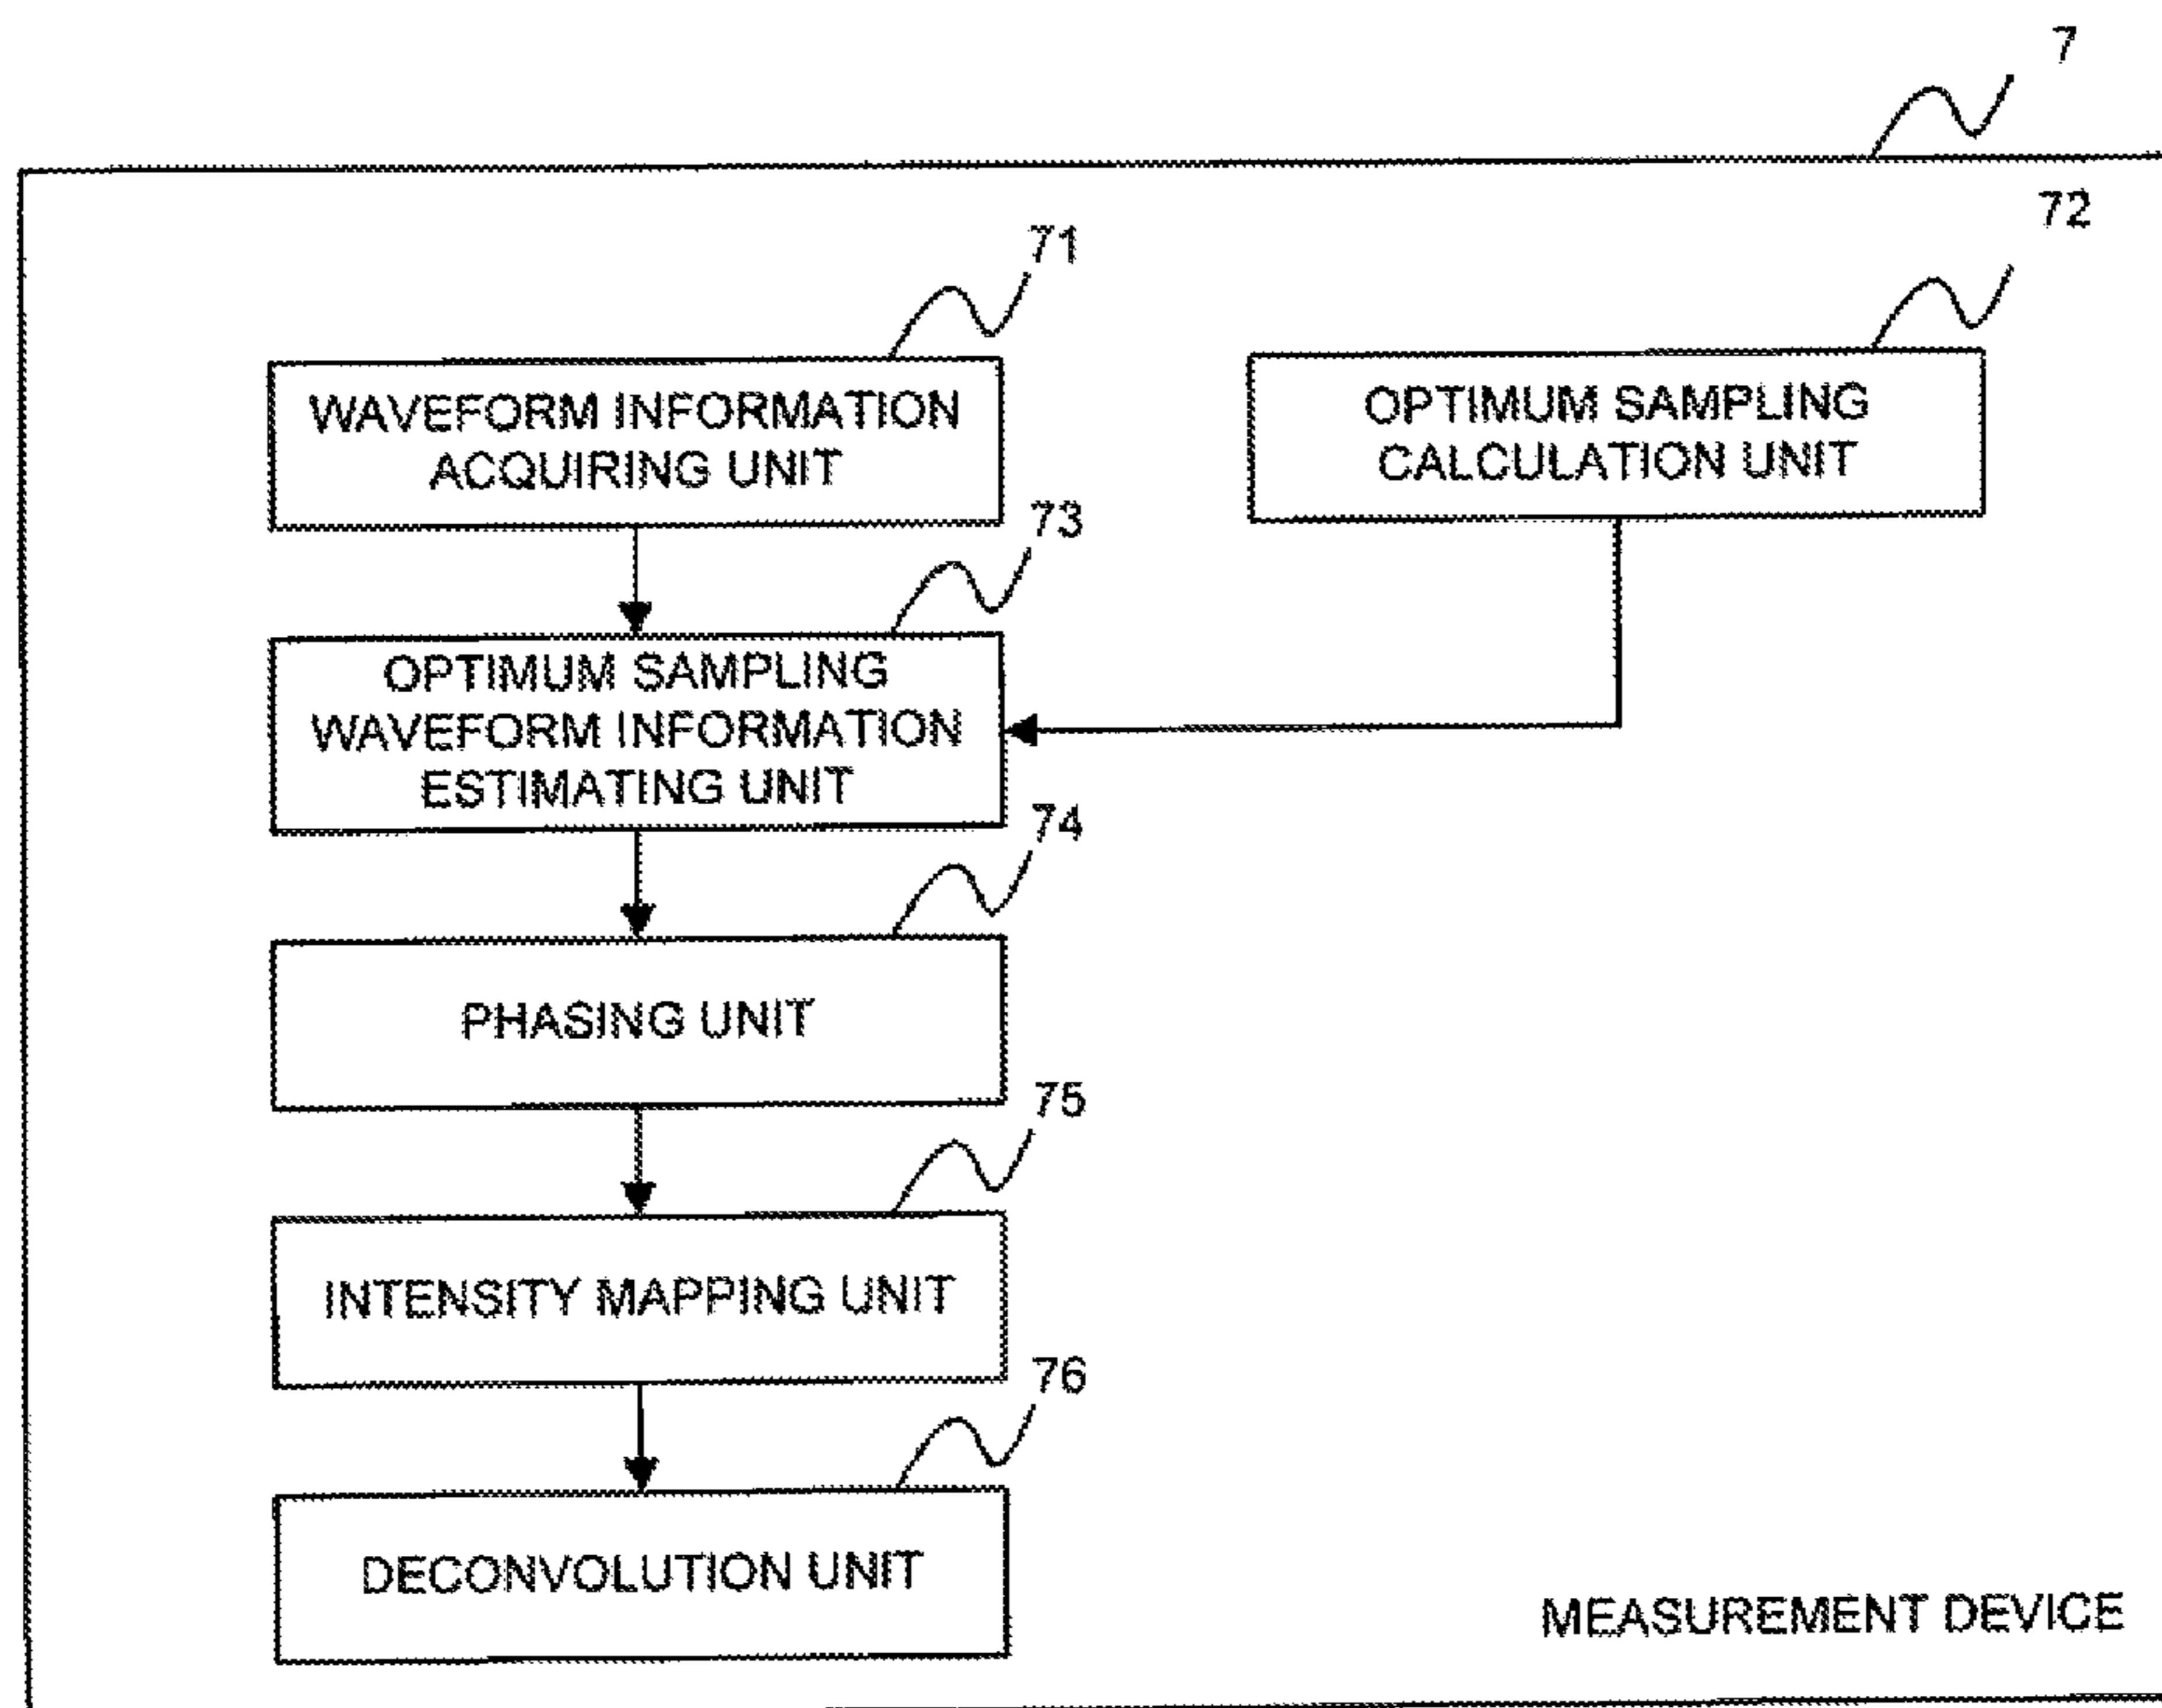 7
72
71
WAVEFORM INFORMATION
ACQUIRING UNIT
OPTIMUM SAMPLING
CALCULATION UNIT
73
OPTIMUM SAMPLING
WAVEFORM INFORMATION
ESTIMATING UNIT
74
PHASING UNIT
75
INTENSITY MAPPING UNIT
76
DECONVOLUTION UNIT
MEASUREMENT DEVICE